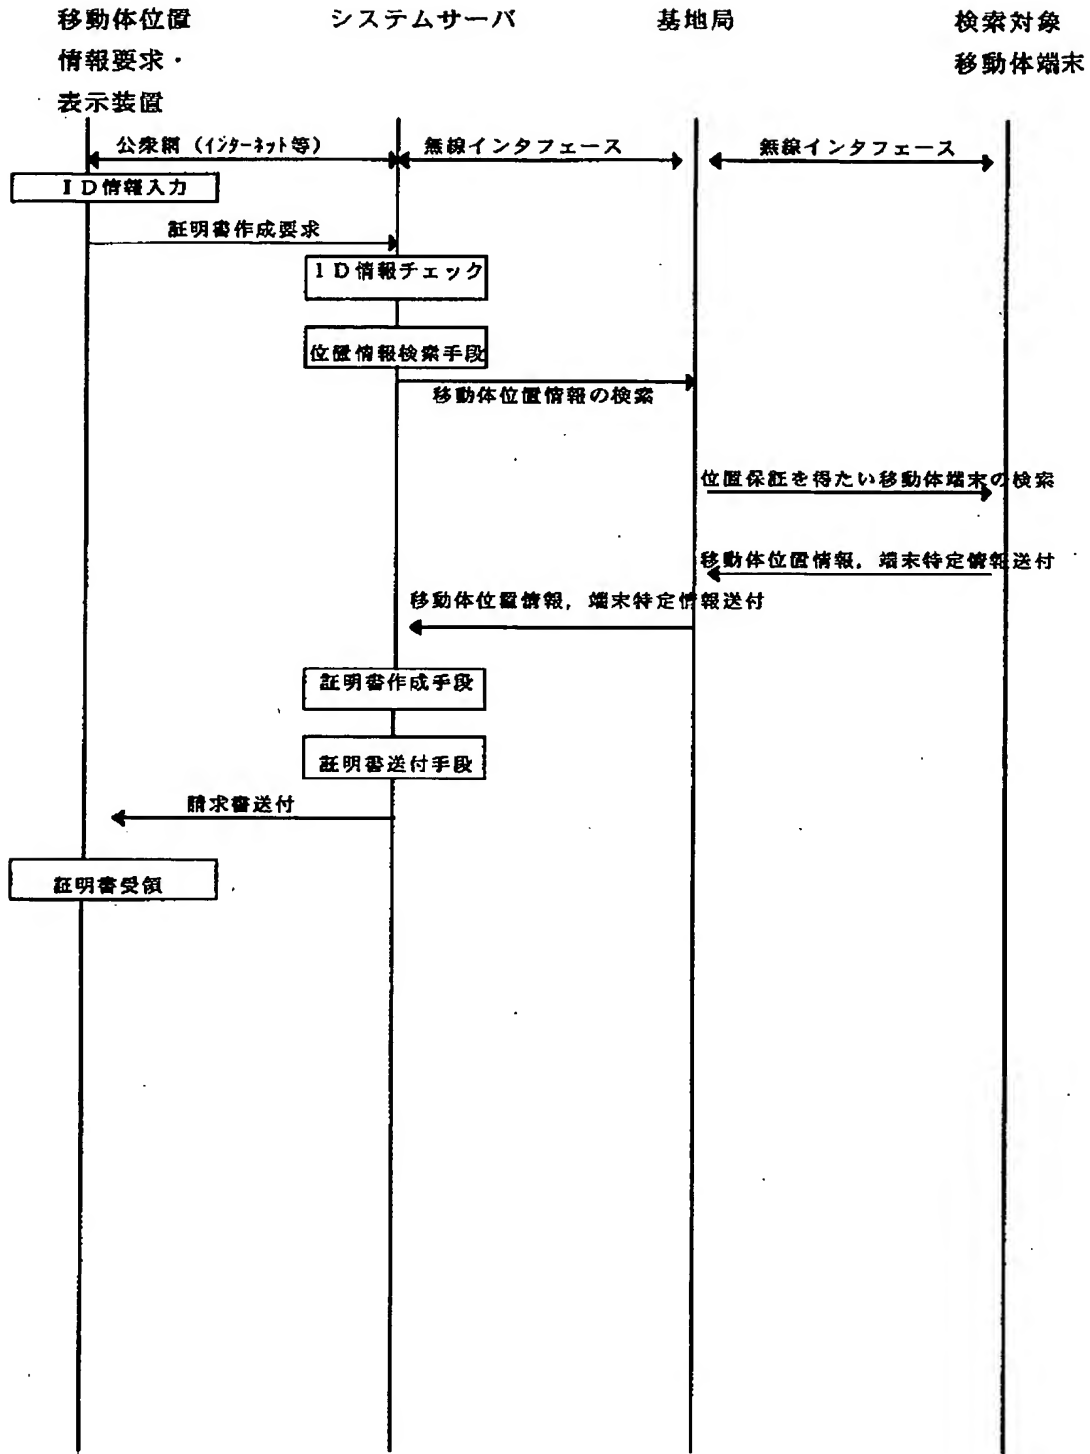 移動体位置
情報要求・
表示装置
システムサーバ
基地局
検索対象
移動体端末
公衆網（インターネット等）
無線インタフェース
無線インタフェース
ＩＤ情報入力
証明書作成要求
ＩＤ情報チェック
位置情報検索手段
移動体位置情報の検索
位置保証を得たい移動体端末の検索
移動体位置情報，端末特定情報送付
移動体位置情報，端末特定情報送付
証明書作成手段
証明書送付手段
請求書送付
証明書受領